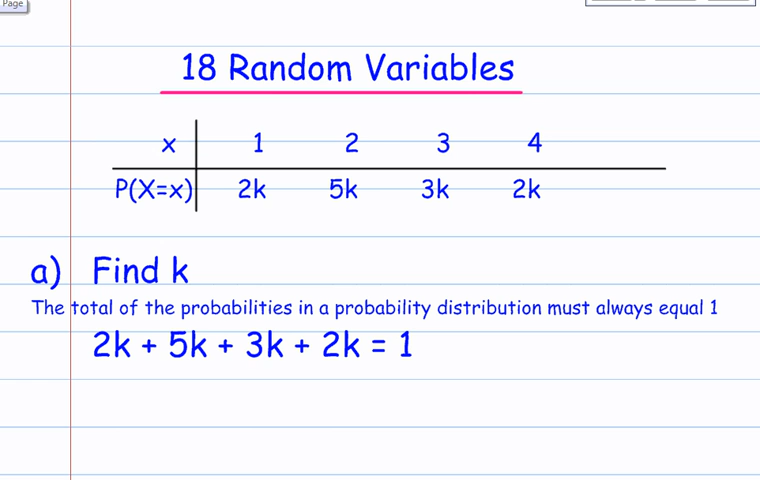 Page
18 Random Variables
x 1 2 3 4
P(X=x) 2k 5k 3k 2k
a) Find k
The total of the probabilities in a probability distribution must always equal 1
2k + 5k + 3k + 2k = 1